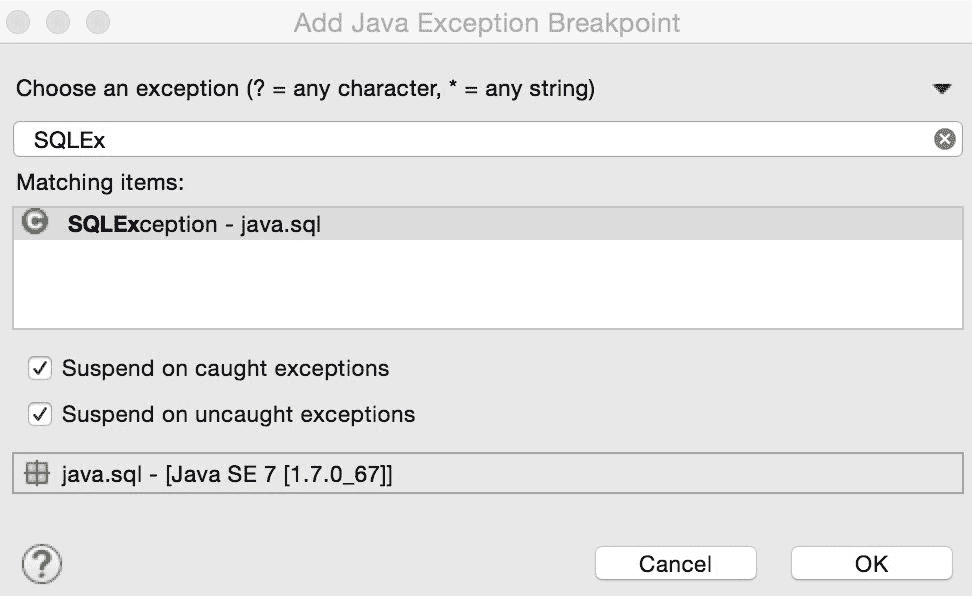 Add Java Exception Breakpoint
Choose an exception (? = any character, * = any string)
SQLEx
Matching items:
C SQLException - java.sql
Suspend on caught exceptions
Suspend on uncaught exceptions
java.sql - [Java SE 7 [1.7.0_67]]
? Cancel OK